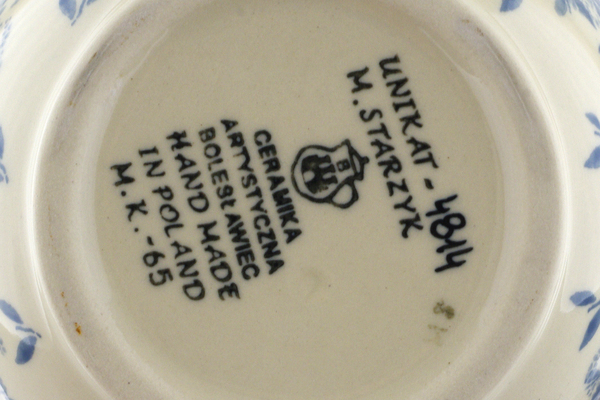 UNIKAT - 4814
M. STARZYK
B
CERAMIKA
ARTYSTYCZNA
BOLESŁAWIEC
HAND MADE
IN POLAND
M.K.-65